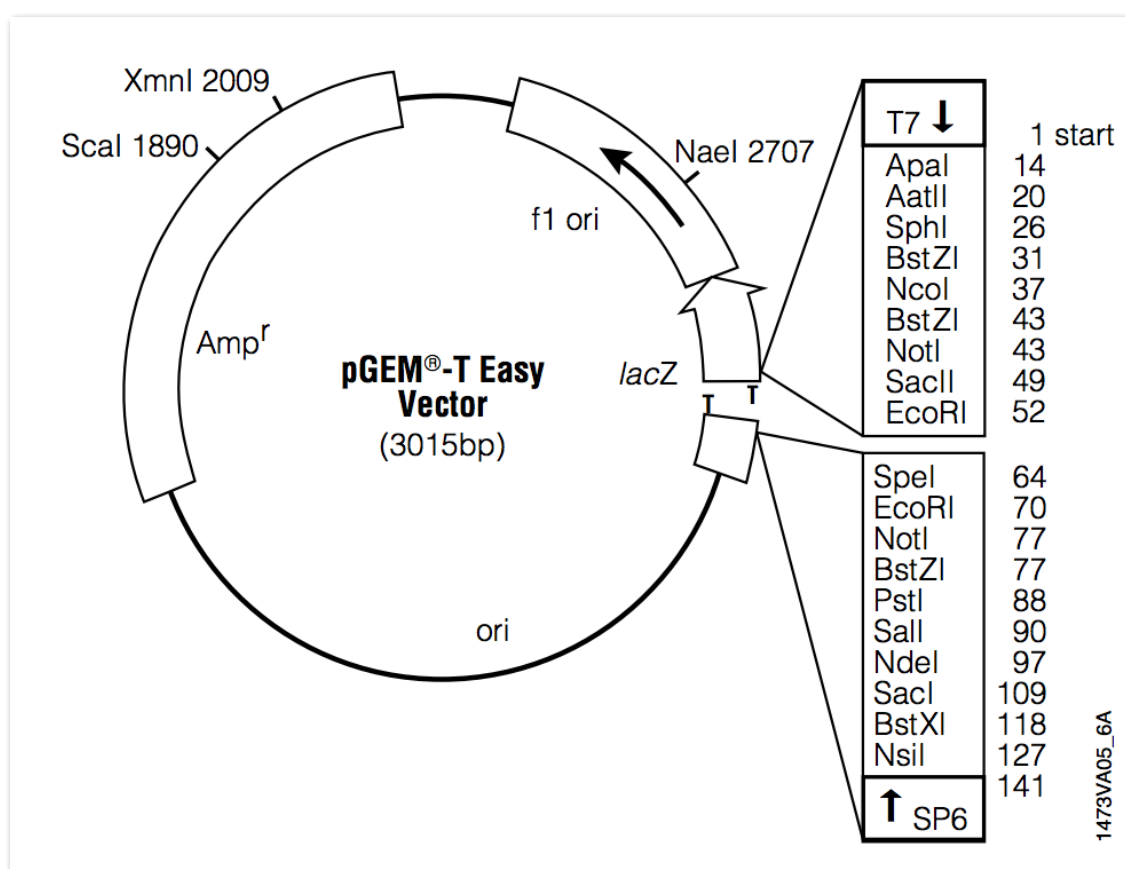 XmnI 2009
ScaI 1890
NaeI 2707
f1 ori
Ampʳ
pGEM®-T Easy
Vector
(3015bp)
lacZ
T T
ori
T7 ↓
1 start
ApaI 14
AatII 20
SphI 26
BstZI 31
NcoI 37
BstZI 43
NotI 43
SacII 49
EcoRI 52
SpeI 64
EcoRI 70
NotI 77
BstZI 77
PstI 88
SalI 90
NdeI 97
SacI 109
BstXI 118
NsiI 127
141
↑ SP6
1473VA05_6A